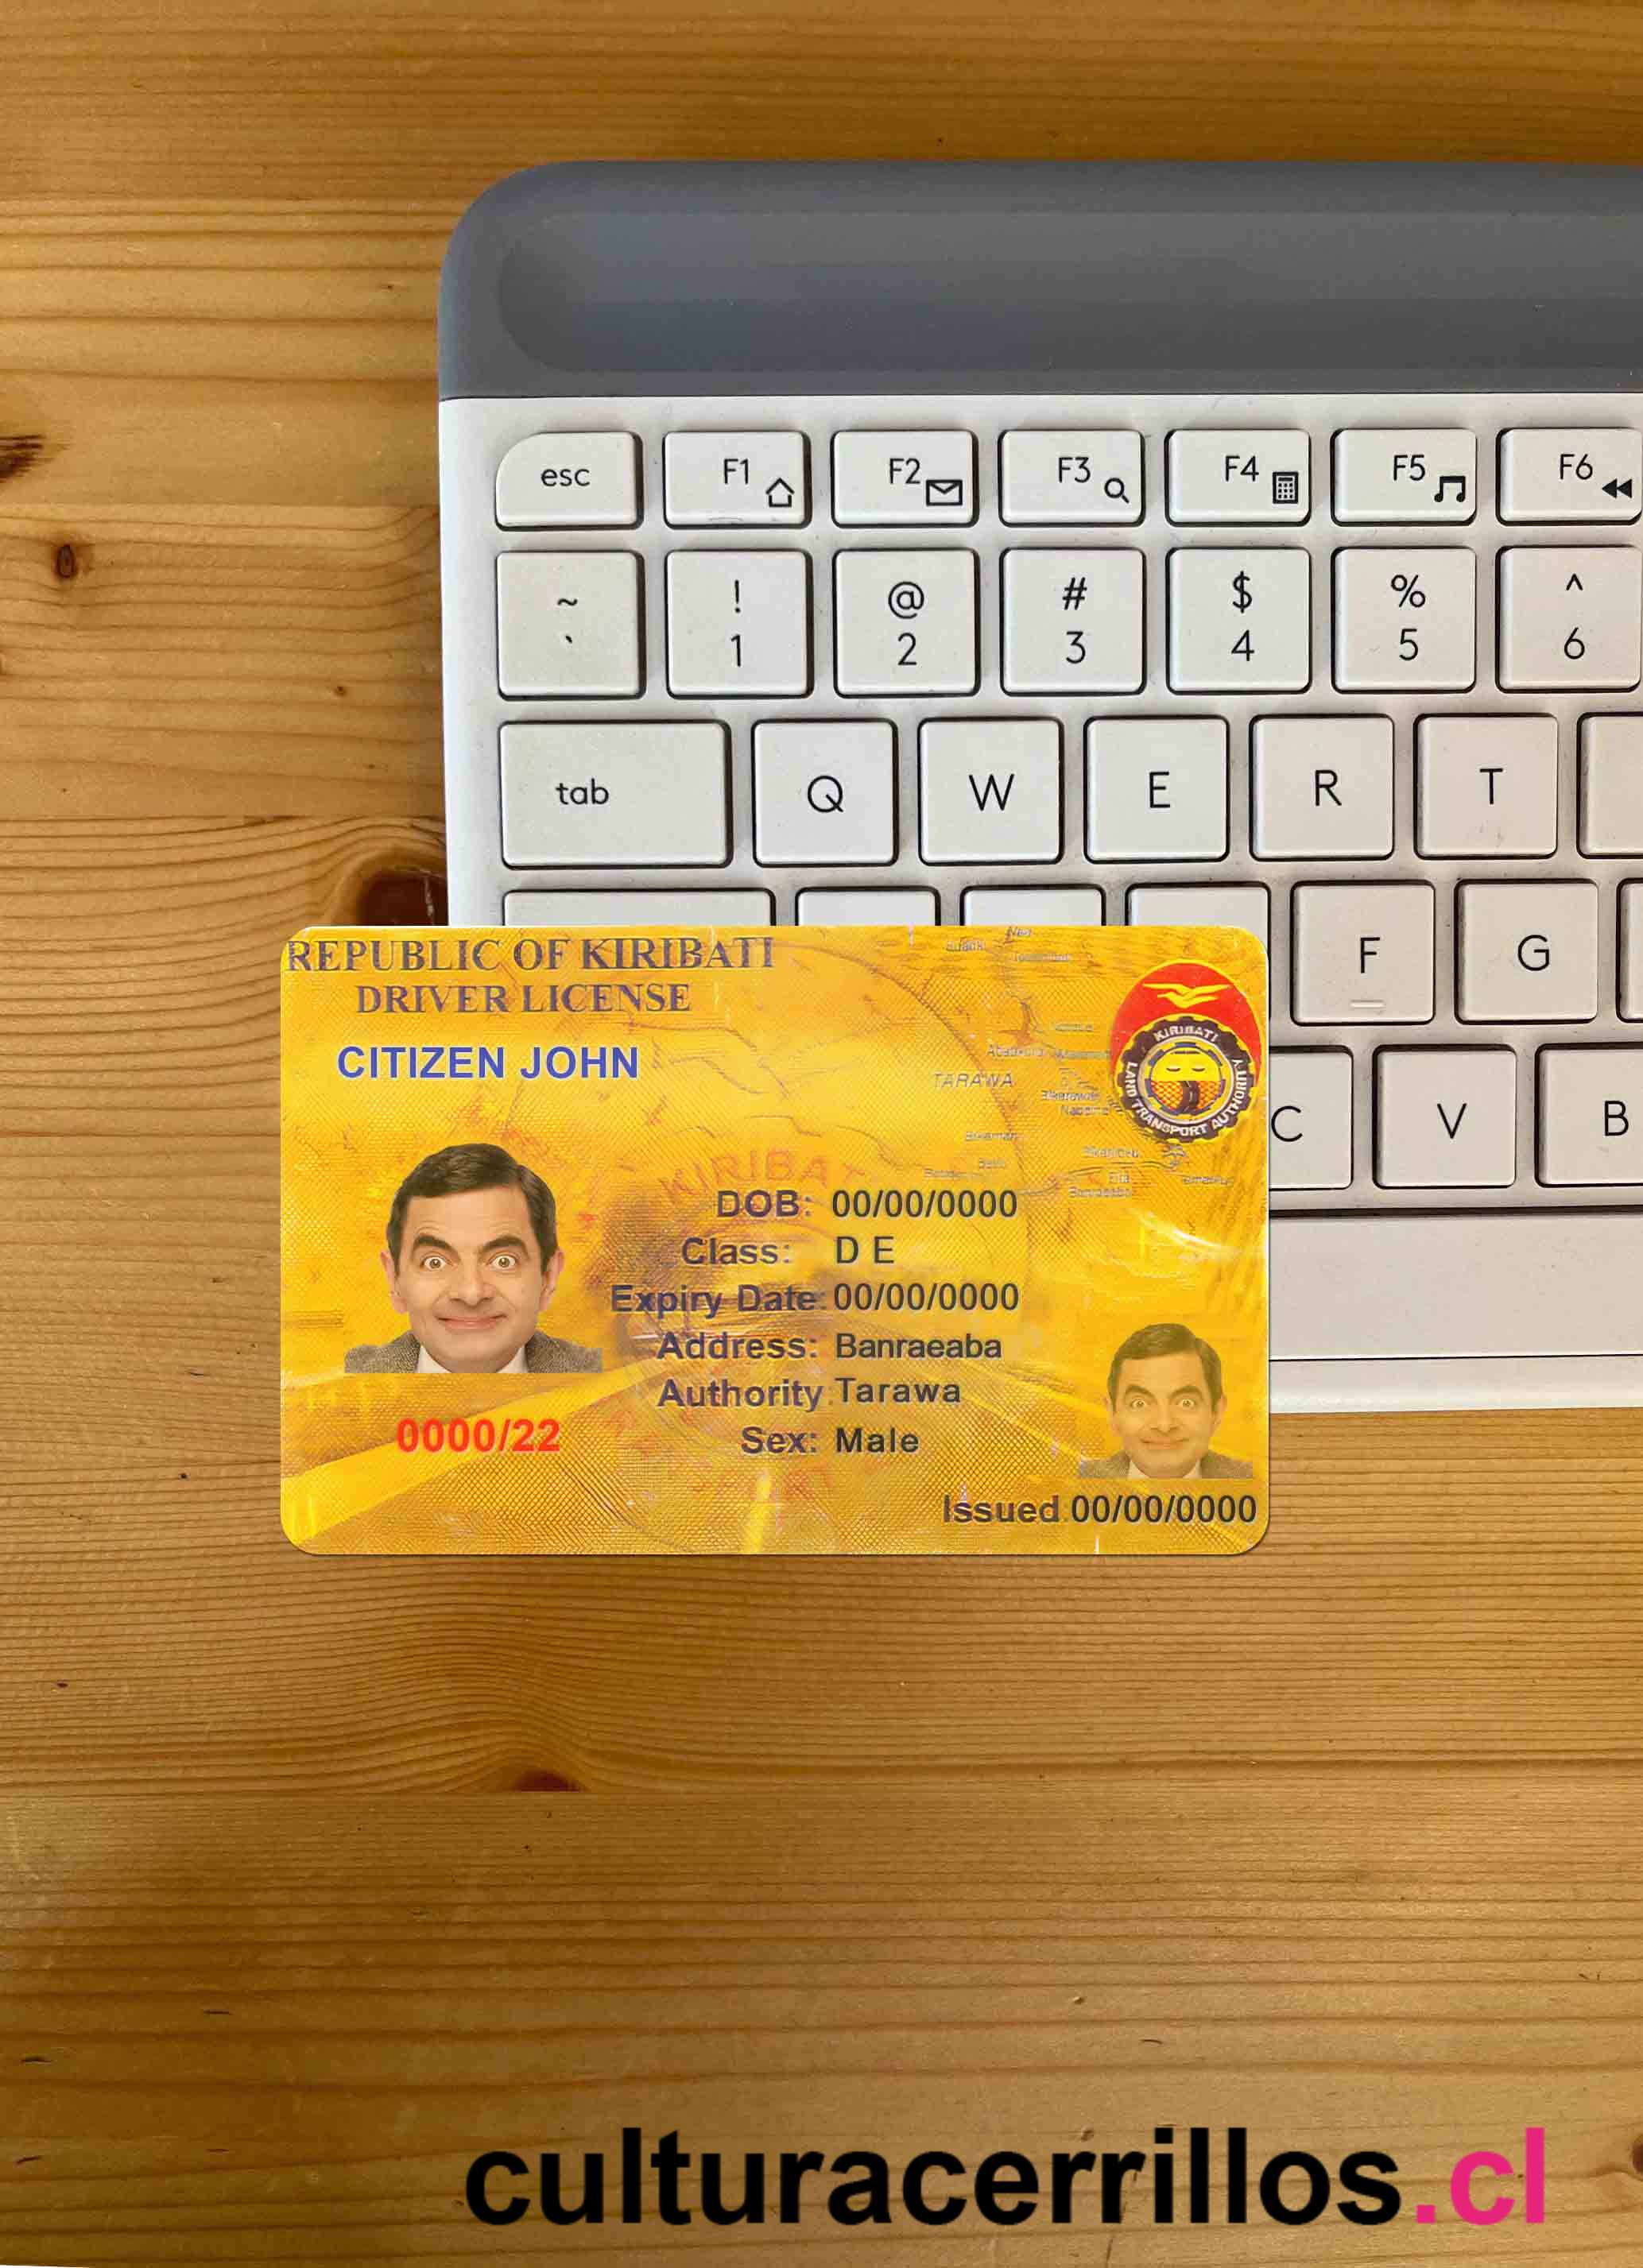 esc F1 F2 F3 F4 F5 F6
~ ! @ # $ % ^
` 1 2 3 4 5 6
tab Q W E R T
F G
C V B
REPUBLIC OF KIRIBATI
DRIVER LICENSE
CITIZEN JOHN
TARAWA
KIRIBATI
LAND TRANSPORT AUTHORITY
DOB: 00/00/0000
Class: D E
Expiry Date: 00/00/0000
Address: Banraeaba
Authority: Tarawa
Sex: Male
0000/22
Issued 00/00/0000
culturacerrillos.cl